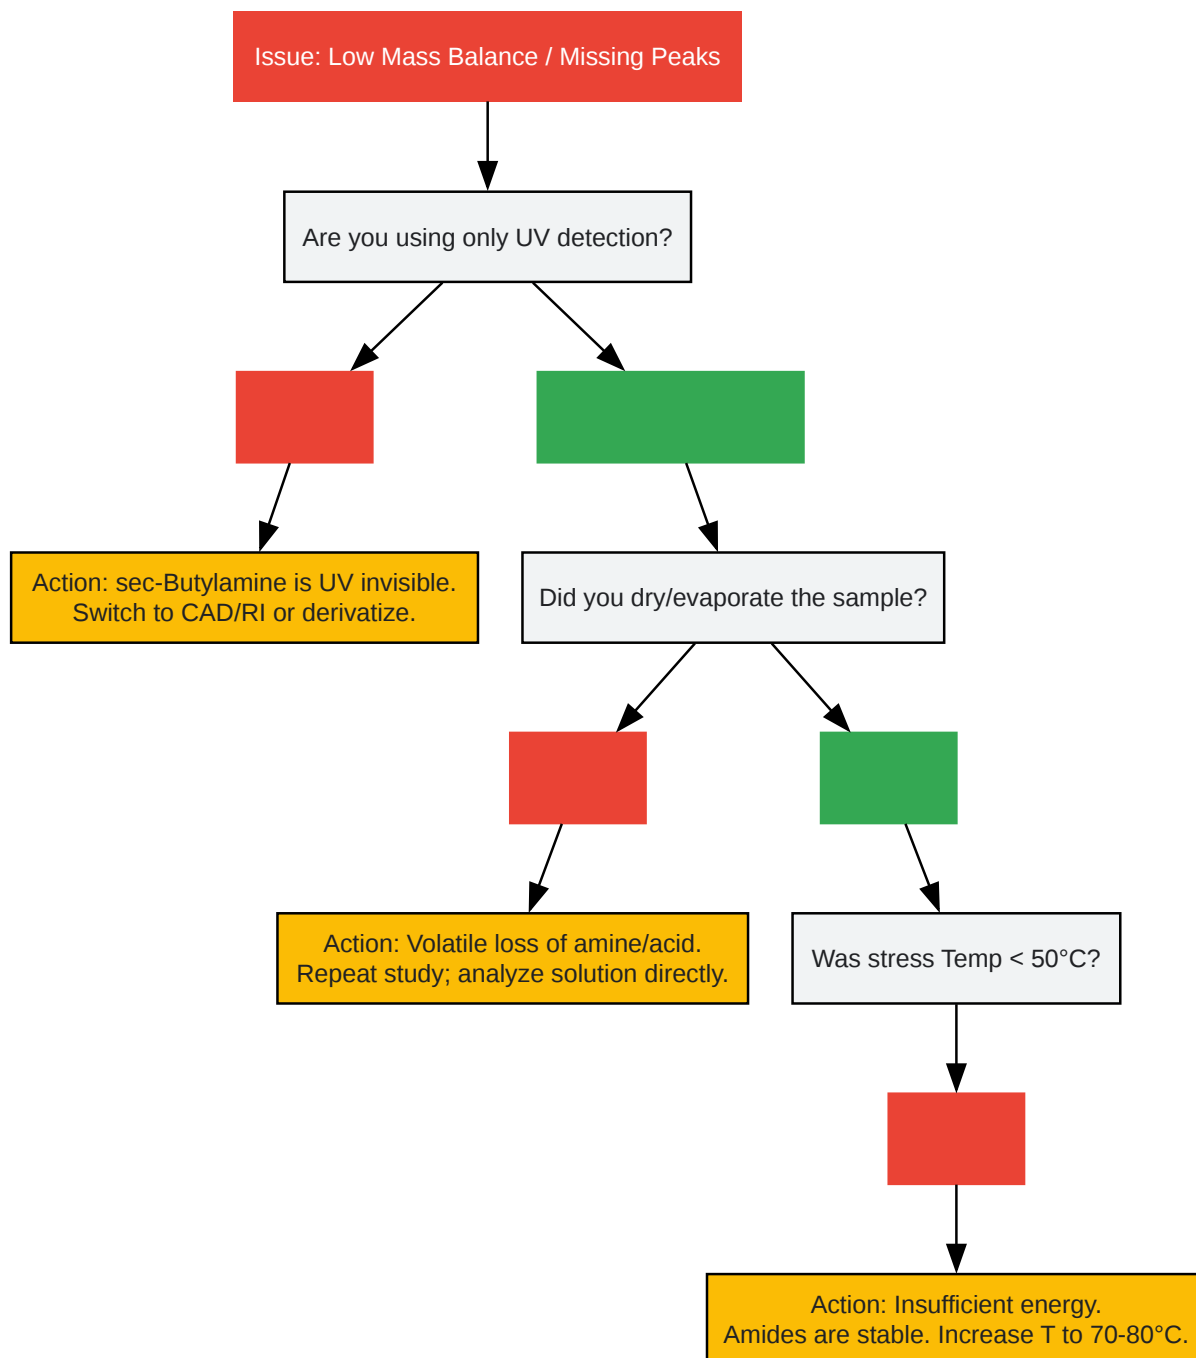 Issue: Low Mass Balance / Missing Peaks
Are you using only UV detection?
Action: sec-Butylamine is UV invisible.
Switch to CAD/RI or derivatize.
Did you dry/evaporate the sample?
Action: Volatile loss of amine/acid.
Repeat study; analyze solution directly.
Was stress Temp < 50°C?
Action: Insufficient energy.
Amides are stable. Increase T to 70-80°C.